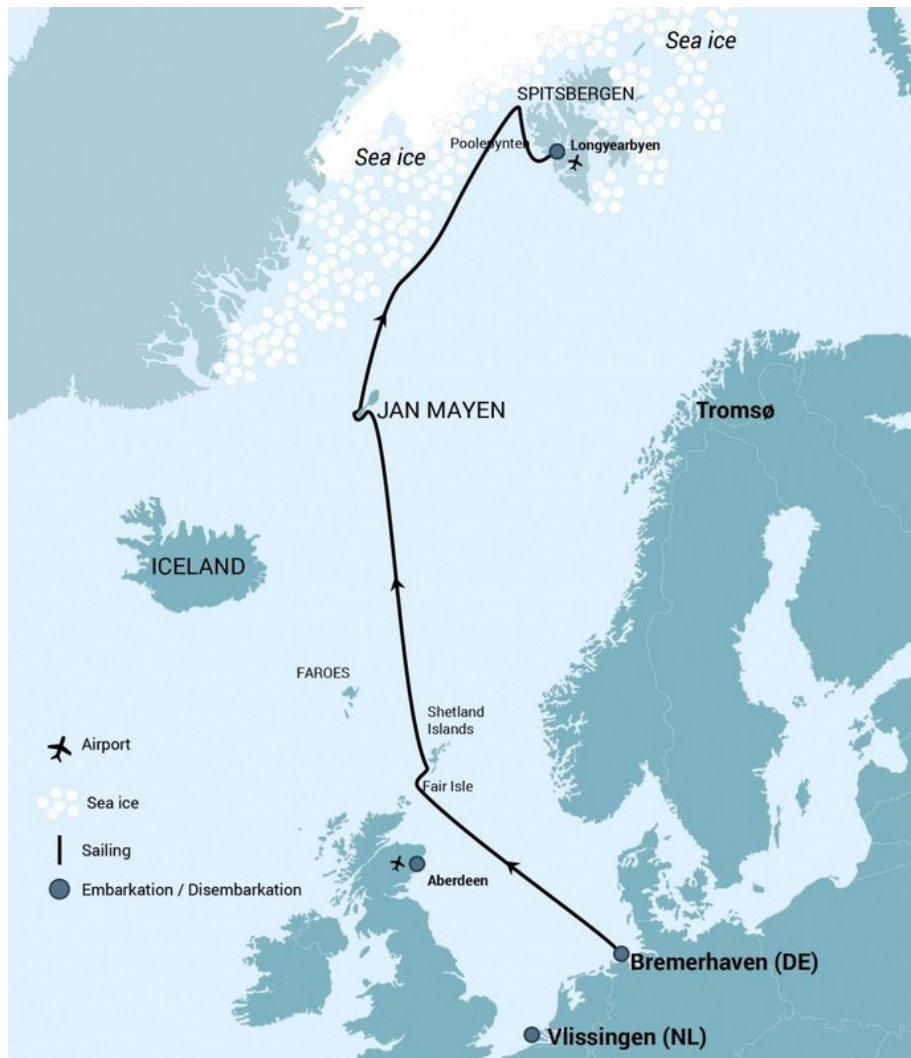 Sea ice
SPITSBERGEN
Poolepynten
Longyearbyen
Sea ice
JAN MAYEN
Tromsø
ICELAND
FAROES
Shetland
Islands
Fair Isle
Airport
Sea ice
Sailing
Embarkation / Disembarkation
Aberdeen
Bremerhaven (DE)
Vlissingen (NL)